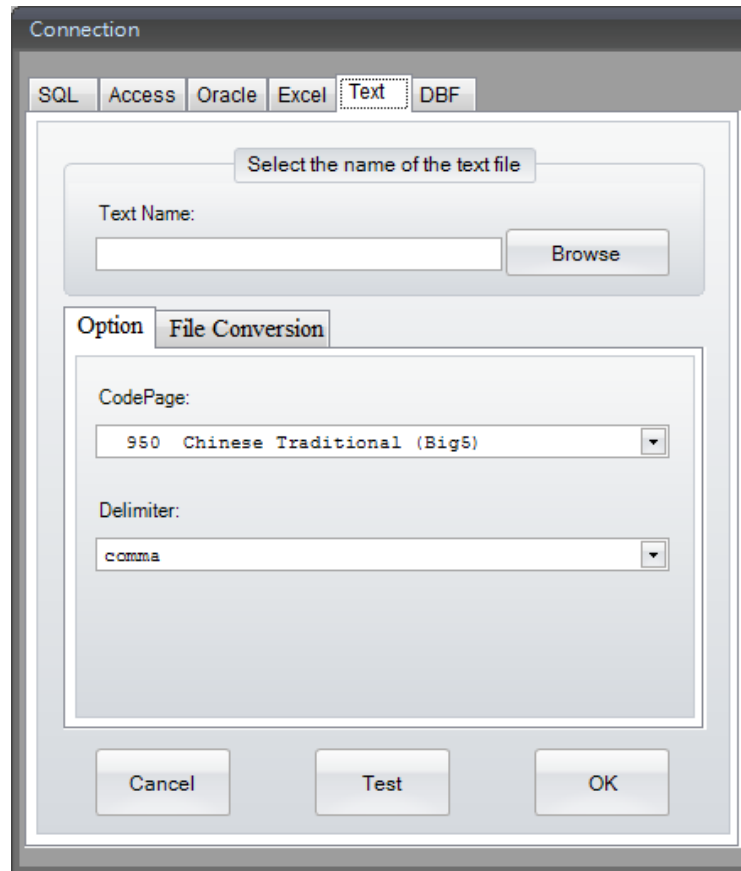 Connection
SQL Access Oracle Excel Text DBF
Select the name of the text file
Text Name:
Browse
Option File Conversion
CodePage:
950 Chinese Traditional (Big5)
Delimiter:
comma
Cancel Test OK